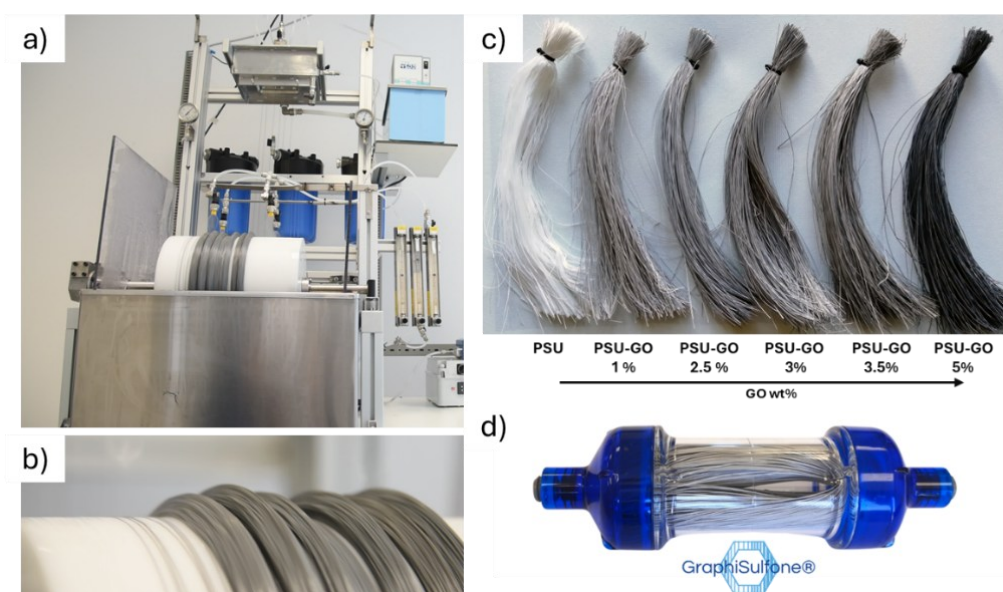 a)
c)
PSU
PSU-GO
1 %
PSU-GO
2.5 %
PSU-GO
3%
PSU-GO
3.5%
PSU-GO
5%
GO wt%
b)
d)
GraphiSulfone®